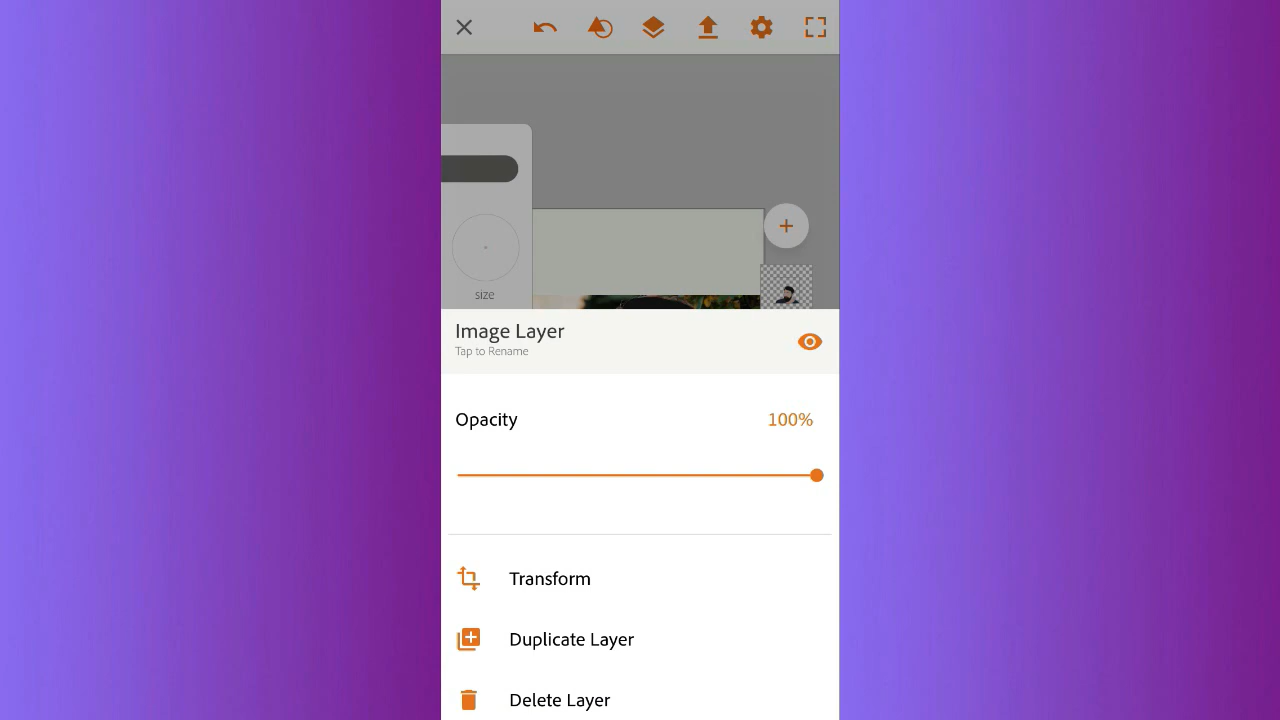 size
Image Layer
Tap to Rename
Opacity 100%
Transform
Duplicate Layer
Delete Layer